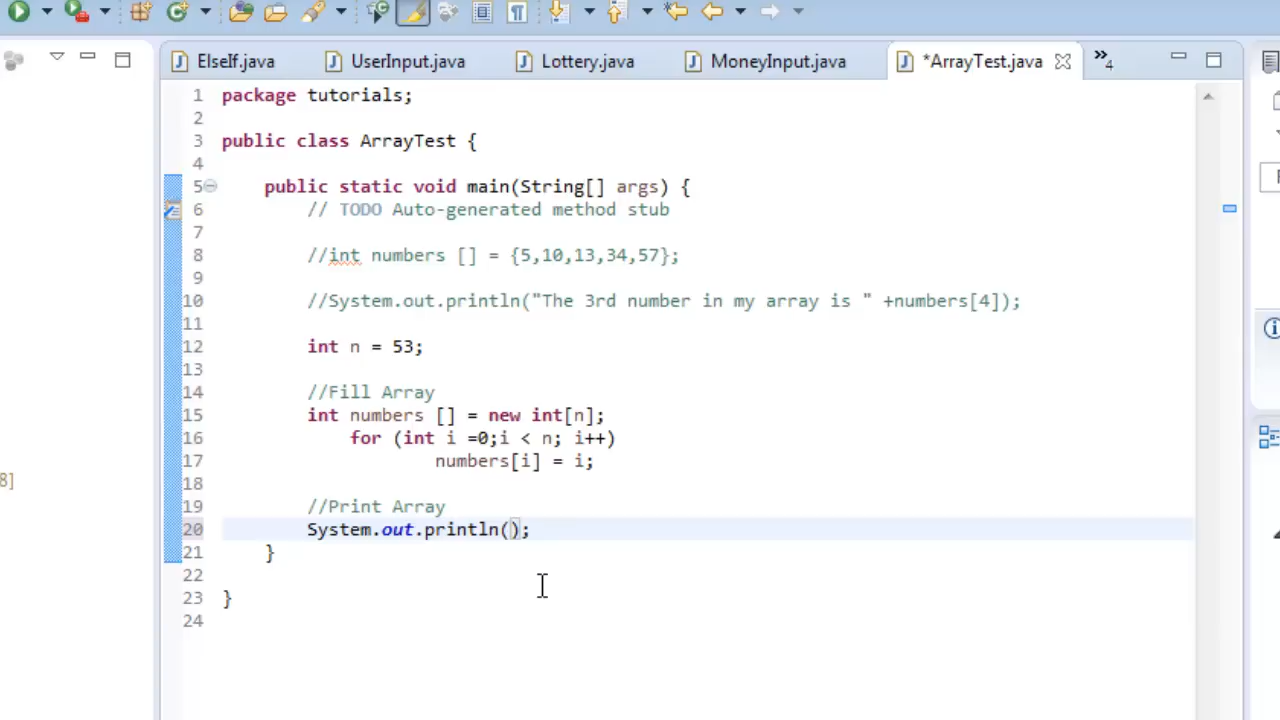 ElseIf.java UserInput.java Lottery.java MoneyInput.java *ArrayTest.java »4
1 package tutorials;
2
3 public class ArrayTest {
4
5 public static void main(String[] args) {
6 // TODO Auto-generated method stub
7
8 //int numbers [] = {5,10,13,34,57};
9
10 //System.out.println("The 3rd number in my array is " +numbers[4]);
11
12 int n = 53;
13
14 //Fill Array
15 int numbers [] = new int[n];
16 for (int i =0;i < n; i++)
17 numbers[i] = i;
18
8]
19 //Print Array
20 System.out.println();
21 }
22
23 }
24